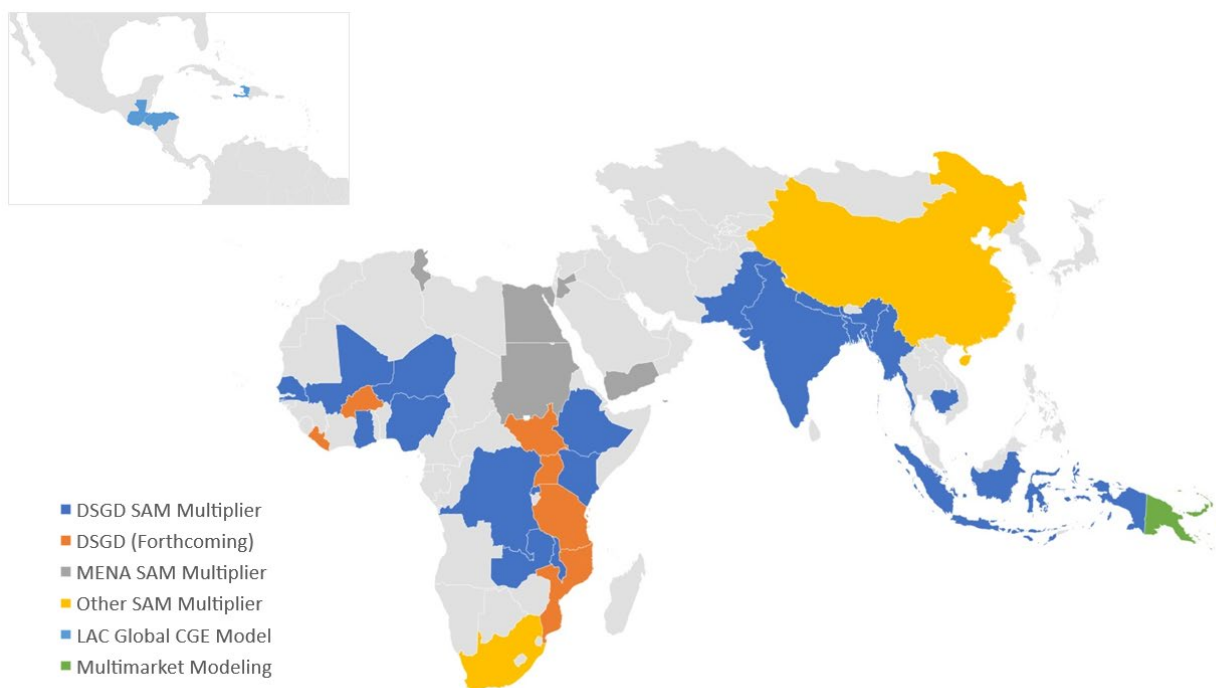 DSGD SAM Multiplier
DSGD (Forthcoming)
MENA SAM Multiplier
Other SAM Multiplier
LAC Global CGE Model
Multimarket Modeling